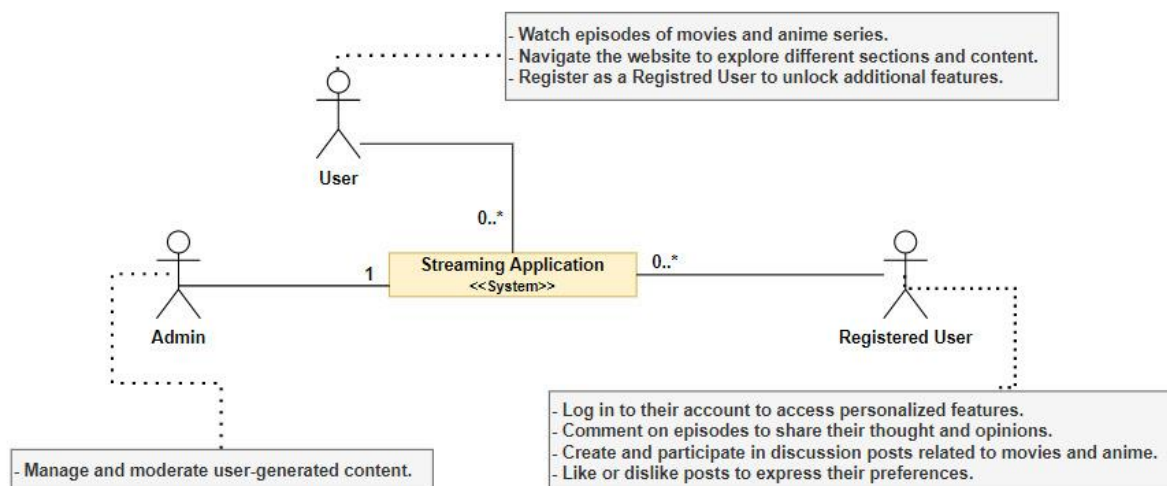 - Watch episodes of movies and anime series.
- Navigate the website to explore different sections and content.
- Register as a Registred User to unlock additional features.
User
0..*
Streaming Application
<<System>>
0..*
1
Admin
Registered User
- Log in to their account to access personalized features.
- Comment on episodes to share their thought and opinions.
- Create and participate in discussion posts related to movies and anime.
- Like or dislike posts to express their preferences.
- Manage and moderate user-generated content.